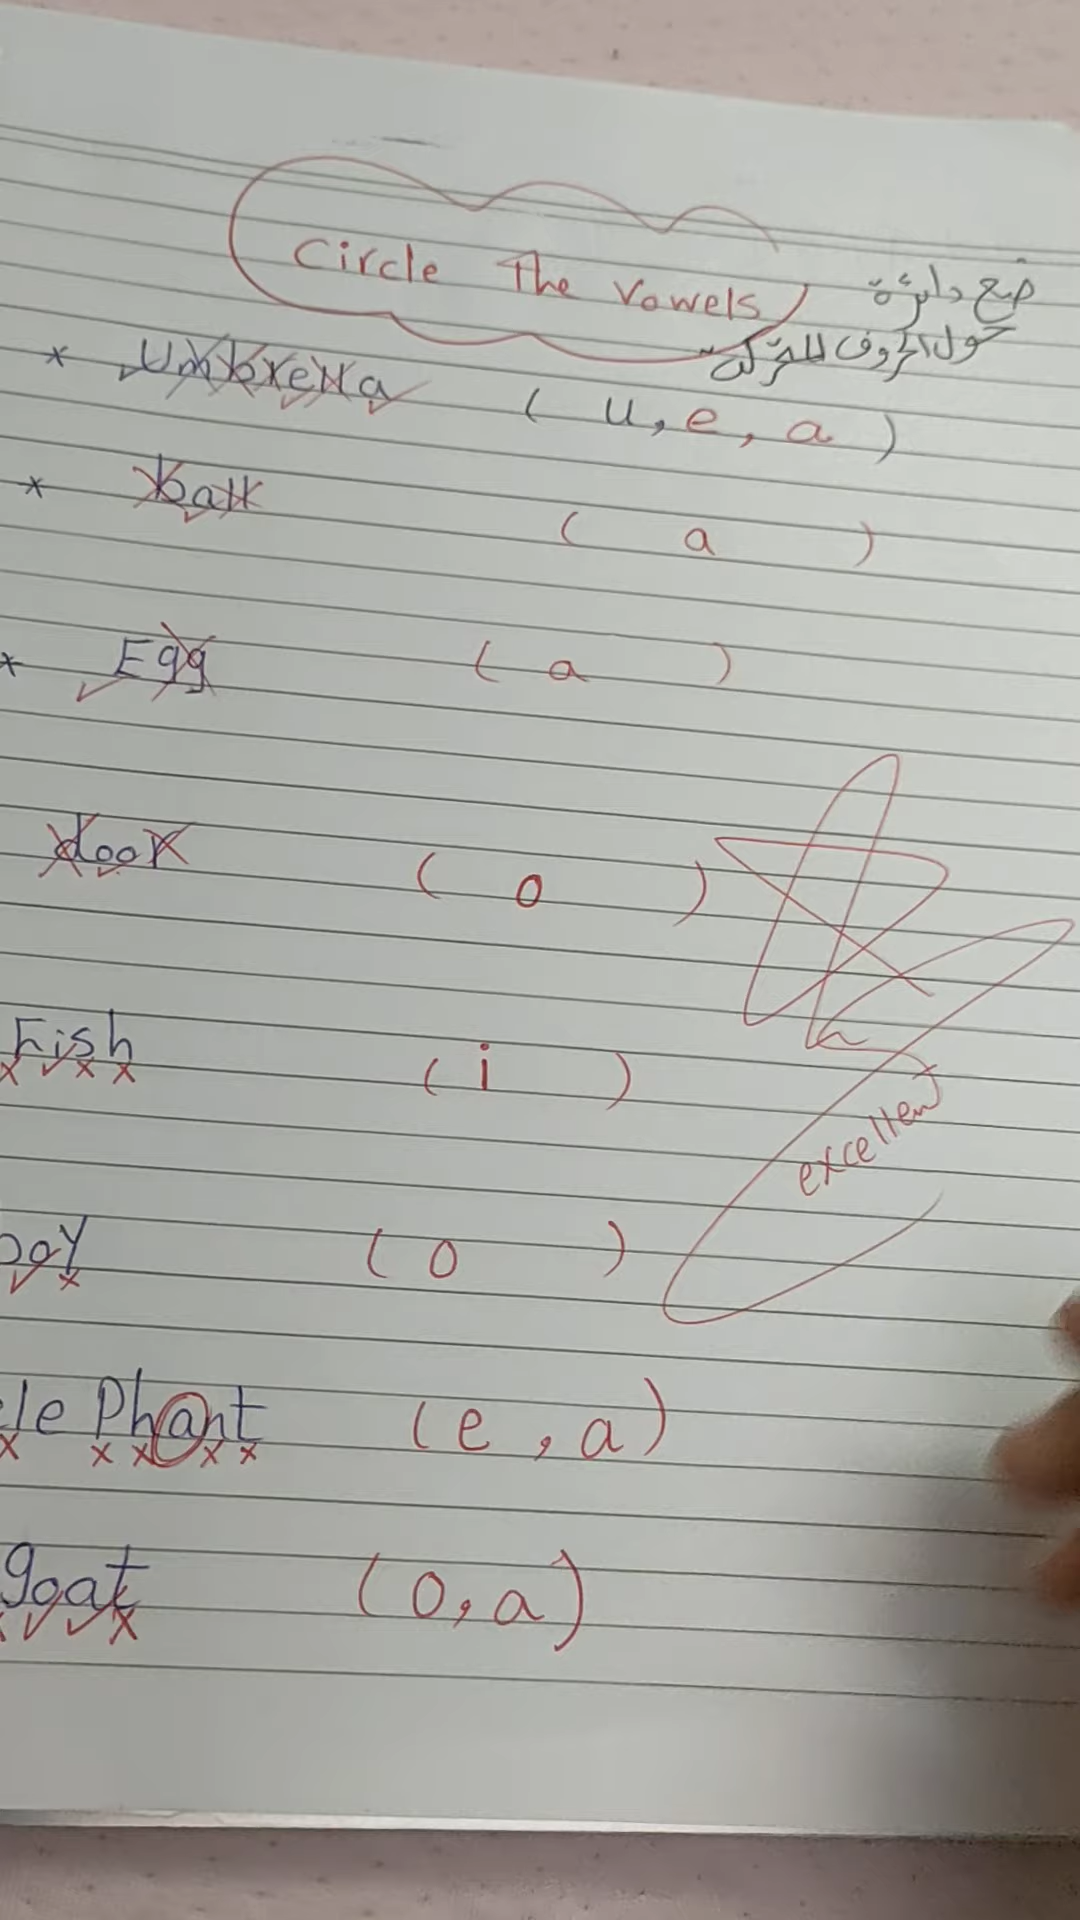 Circle The Vowels
ضع دائرة
حول الحروف المتحركة
* Umbrella ( u, e, a )
* ball ( a )
* Egg ( a )
door ( o )
Fish ( i )
boy ( o )
elephant ( e, a )
goat ( o, a )
excellent